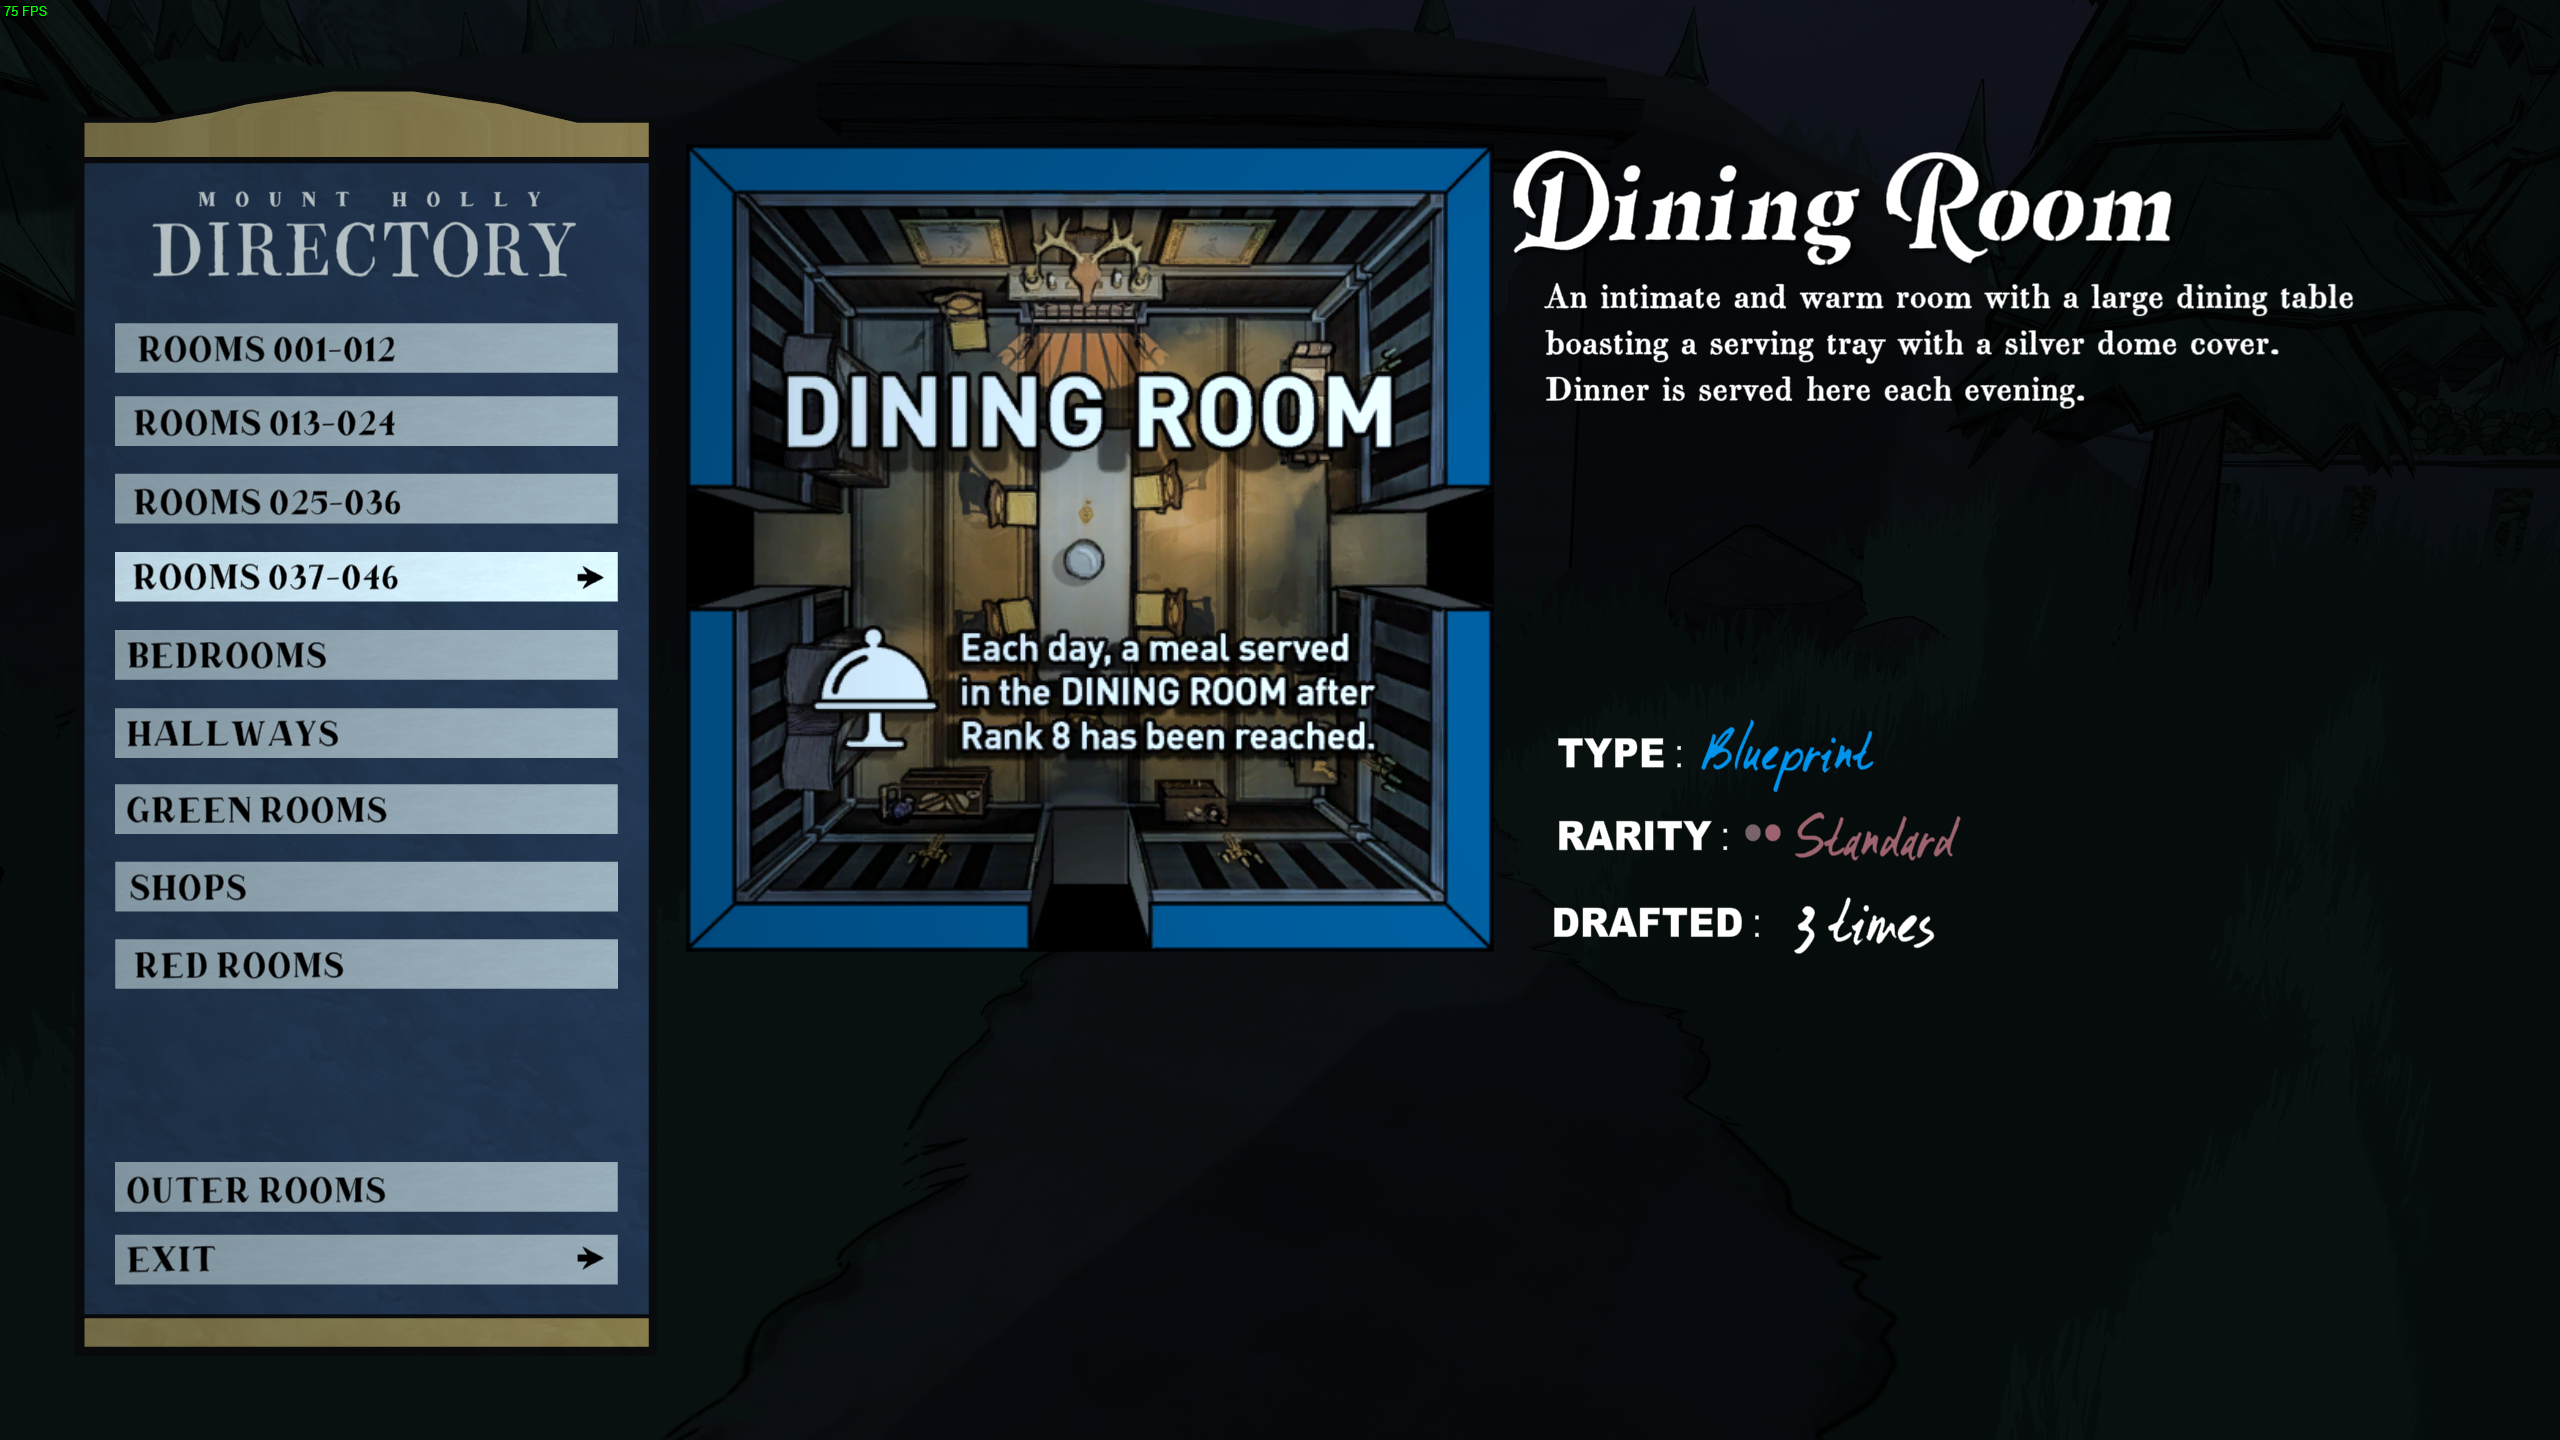 75 FPS
MOUNT HOLLY
DIRECTORY
ROOMS 001-012
ROOMS 013-024
ROOMS 025-036
ROOMS 037-046
BEDROOMS
HALLWAYS
GREEN ROOMS
SHOPS
RED ROOMS
OUTER ROOMS
EXIT
DINING ROOM
Each day, a meal served
in the DINING ROOM after
Rank 8 has been reached.
Dining Room
An intimate and warm room with a large dining table
boasting a serving tray with a silver dome cover.
Dinner is served here each evening.
TYPE : Blueprint
RARITY : Standard
DRAFTED : 3 times